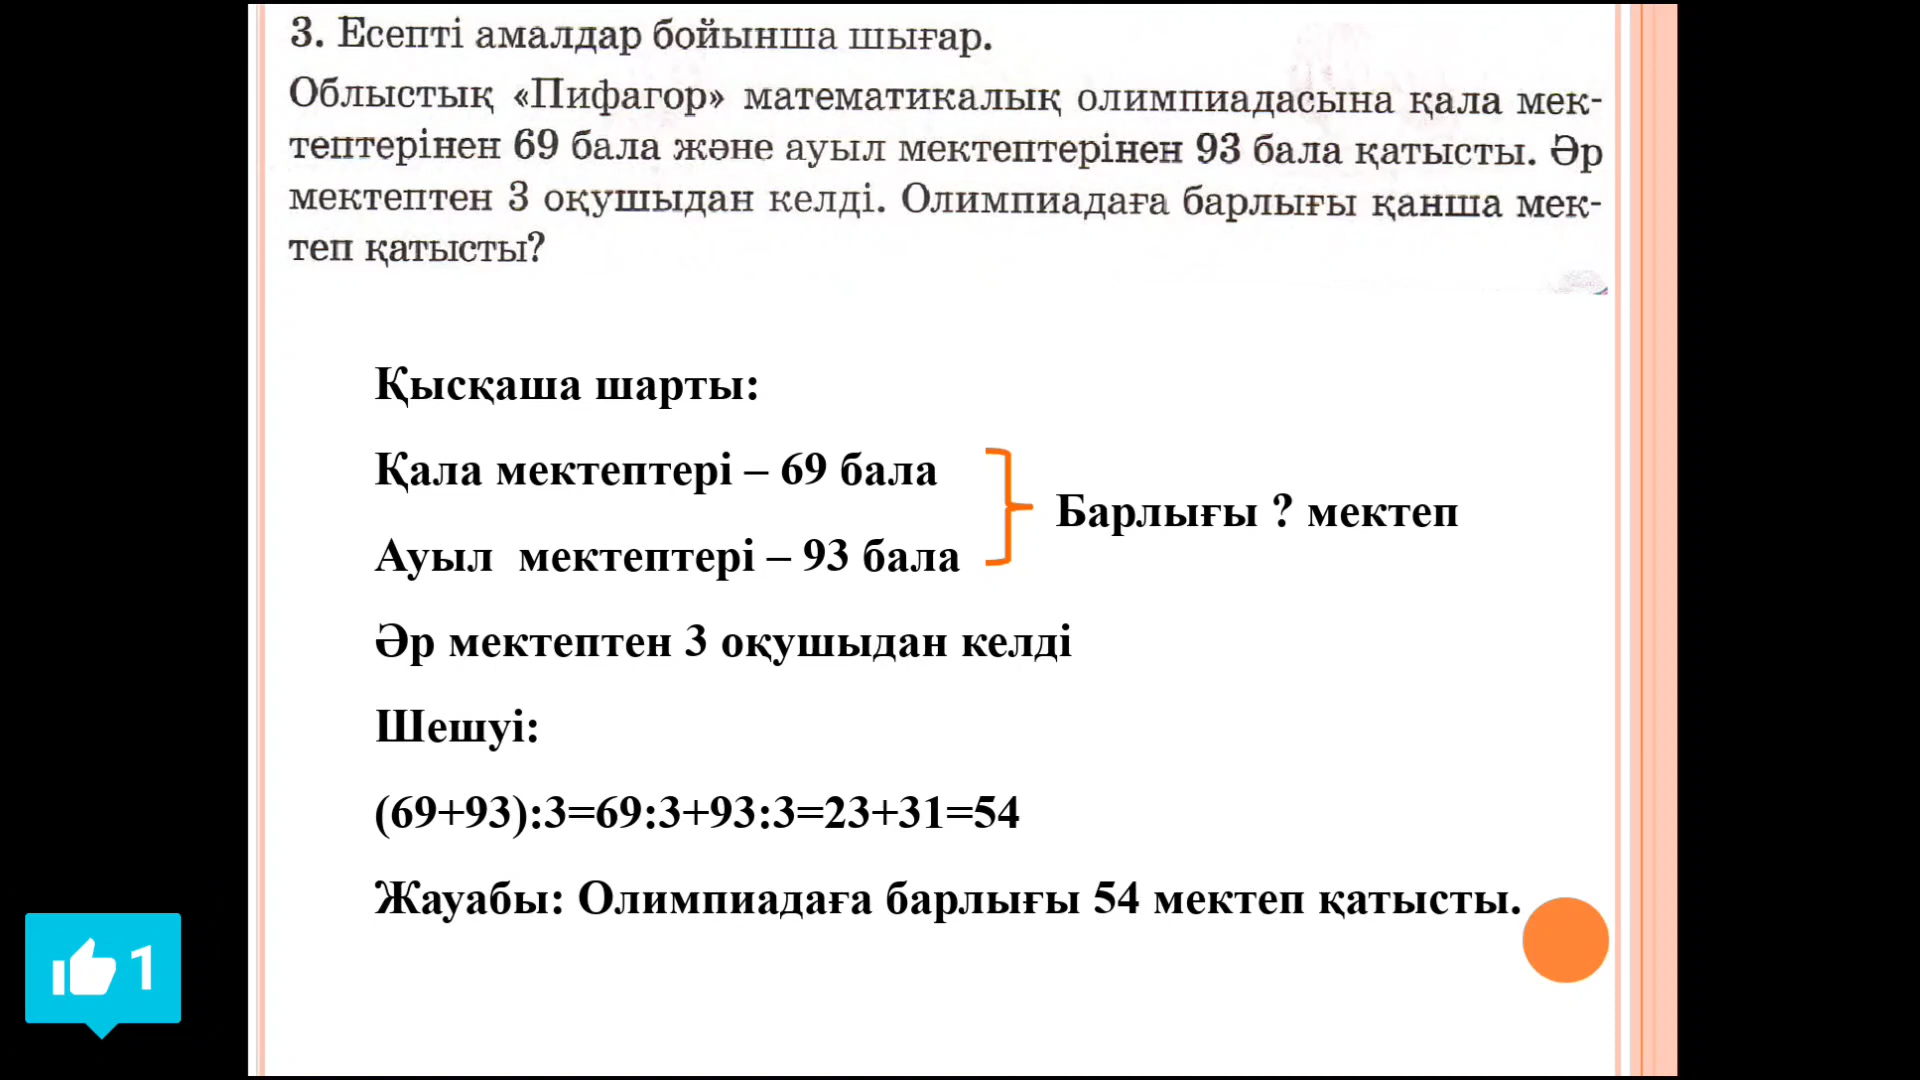 3. Есепті амалдар бойынша шығар.
Облыстық «Пифагор» математикалық олимпиадасына қала мек-
тептерінен 69 бала және ауыл мектептерінен 93 бала қатысты. Әр
мектептен 3 оқушыдан келді. Олимпиадаға барлығы қанша мек-
теп қатысты?
Қысқаша шарты:
Қала мектептері – 69 бала
Барлығы ? мектеп
Ауыл мектептері – 93 бала
Әр мектептен 3 оқушыдан келді
Шешуі:
(69+93):3=69:3+93:3=23+31=54
Жауабы: Олимпиадаға барлығы 54 мектеп қатысты.
1